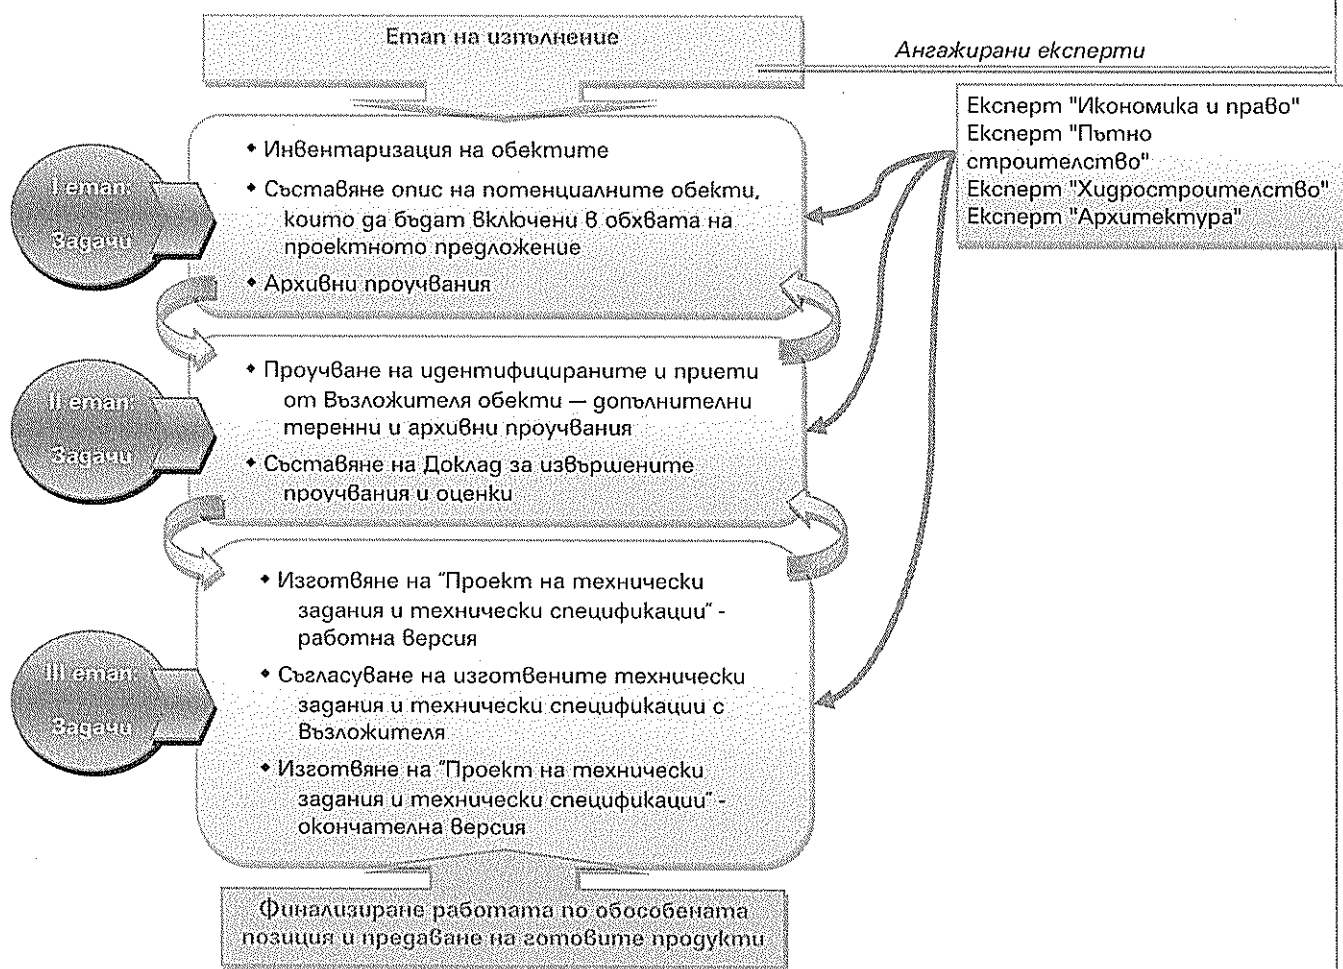 Етап на изпълнение
Ангажирани експерти
Експерт "Икономика и право"
Експерт "Пътно
строителство"
Експерт "Хидростроителство"
Експерт "Архитектура"
I етап:
Задачи
• Инвентаризация на обектите
• Съставяне опис на потенциалните обекти,
които да бъдат включени в обхвата на
проектното предложение
• Архивни проучвания
II етап:
Задачи
• Проучване на идентифицираните и приети
от Възложителя обекти — допълнителни
теренни и архивни проучвания
• Съставяне на Доклад за извършените
проучвания и оценки
III етап:
Задачи
• Изготвяне на "Проект на технически
задания и технически спецификации" -
работна версия
• Съгласуване на изготвените технически
задания и технически спецификации с
Възложителя
• Изготвяне на "Проект на технически
задания и технически спецификации" -
окончателна версия
Финализиране работата по обособената
позиция и предаване на готовите продукти